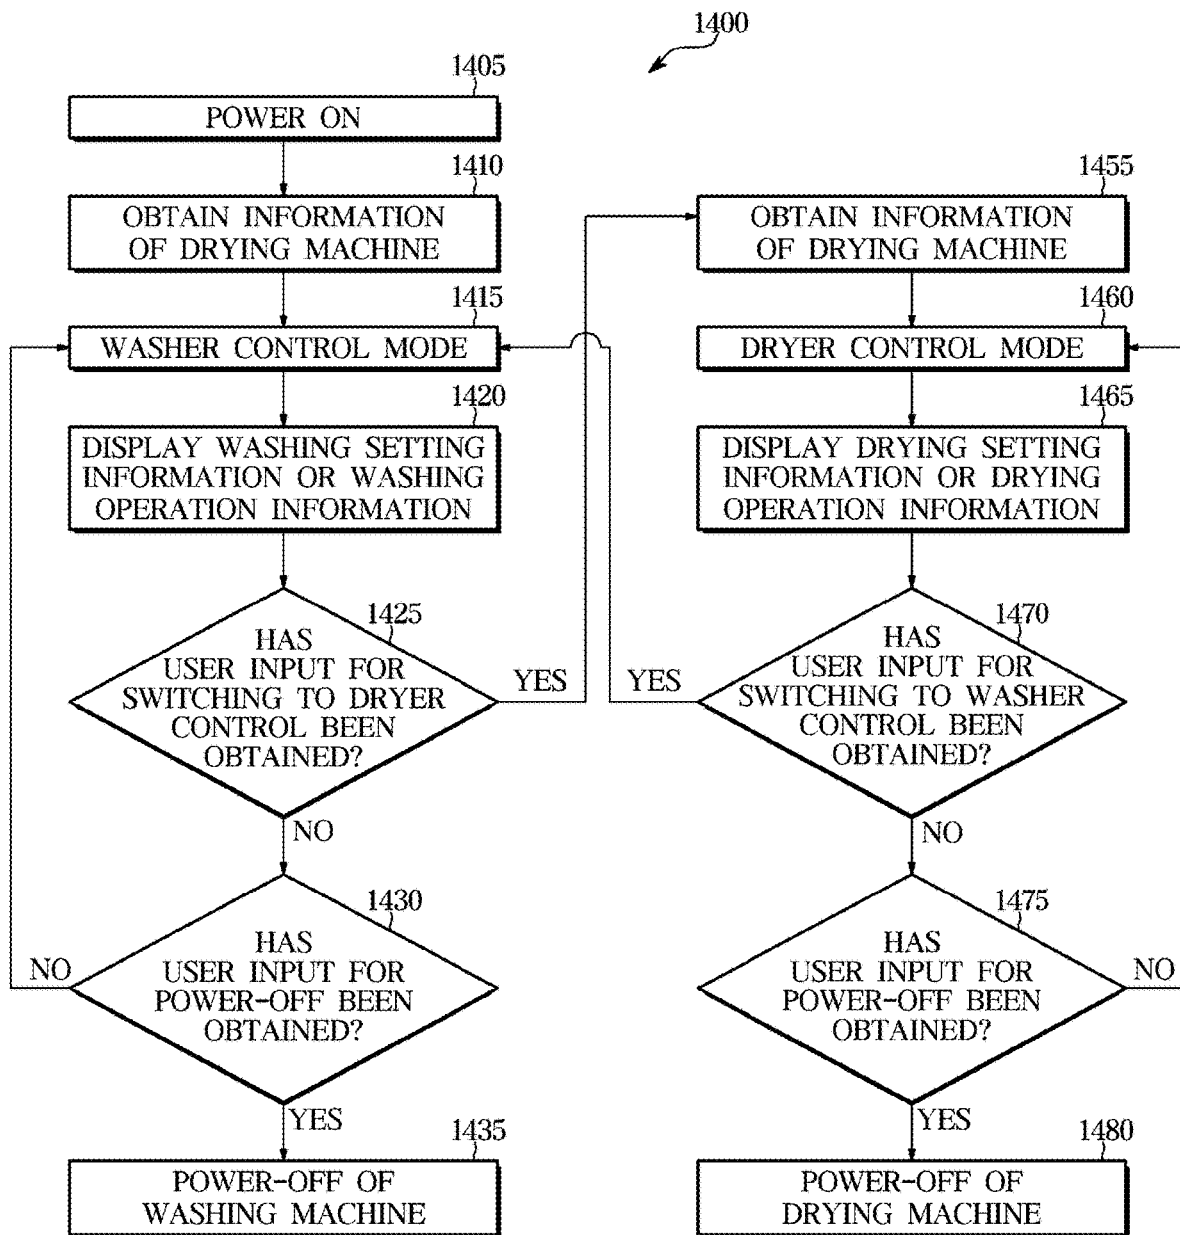 1400
1405
POWER ON
1410
OBTAIN INFORMATION
OF DRYING MACHINE
1415
WASHER CONTROL MODE
1420
DISPLAY WASHING SETTING
INFORMATION OR WASHING
OPERATION INFORMATION
1425
HAS
USER INPUT FOR
SWITCHING TO DRYER
CONTROL BEEN
OBTAINED?
YES
NO
1430
HAS
USER INPUT FOR
POWER-OFF BEEN
OBTAINED?
NO
YES
1435
POWER-OFF OF
WASHING MACHINE
1455
OBTAIN INFORMATION
OF DRYING MACHINE
1460
DRYER CONTROL MODE
1465
DISPLAY DRYING SETTING
INFORMATION OR DRYING
OPERATION INFORMATION
1470
HAS
USER INPUT FOR
SWITCHING TO WASHER
CONTROL BEEN
OBTAINED?
YES
NO
1475
HAS
USER INPUT FOR
POWER-OFF BEEN
OBTAINED?
NO
YES
1480
POWER-OFF OF
DRYING MACHINE